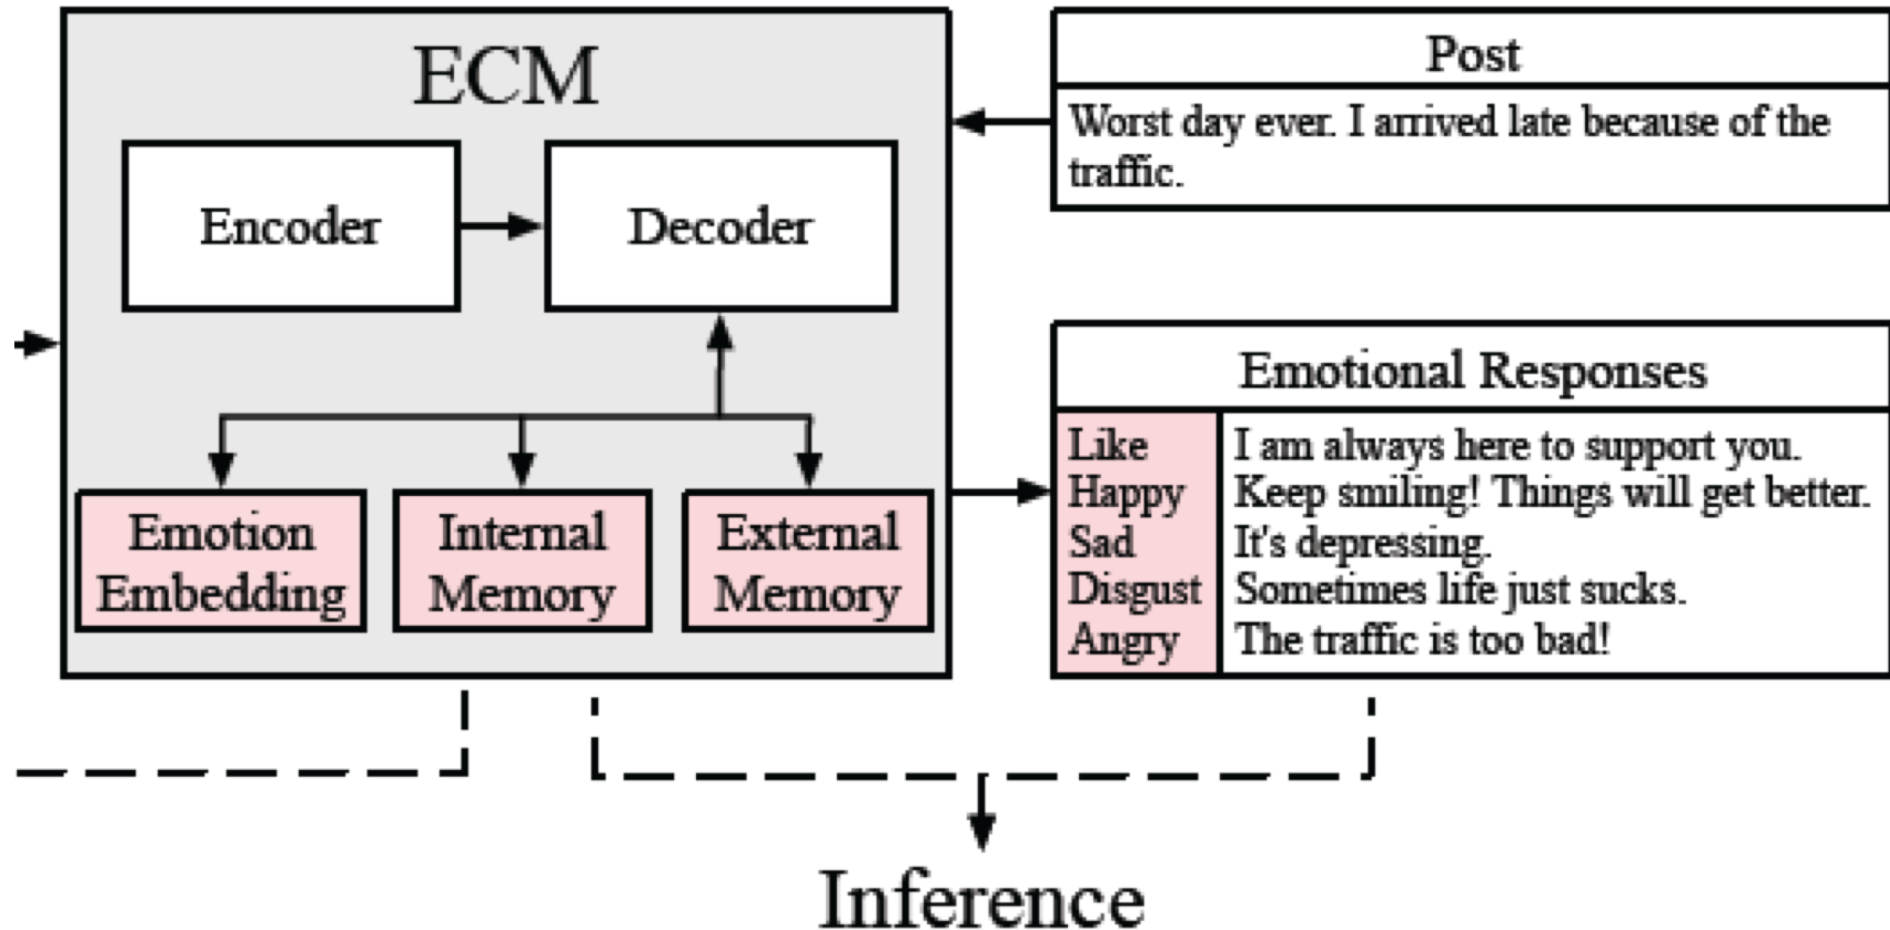 ECM
Encoder
Decoder
Emotion
Embedding
Internal
Memory
External
Memory
Post
Worst day ever. I arrived late because of the
traffic.
Emotional Responses
Like I am always here to support you.
Happy Keep smiling! Things will get better.
Sad It's depressing.
Disgust Sometimes life just sucks.
Angry The traffic is too bad!
Inference